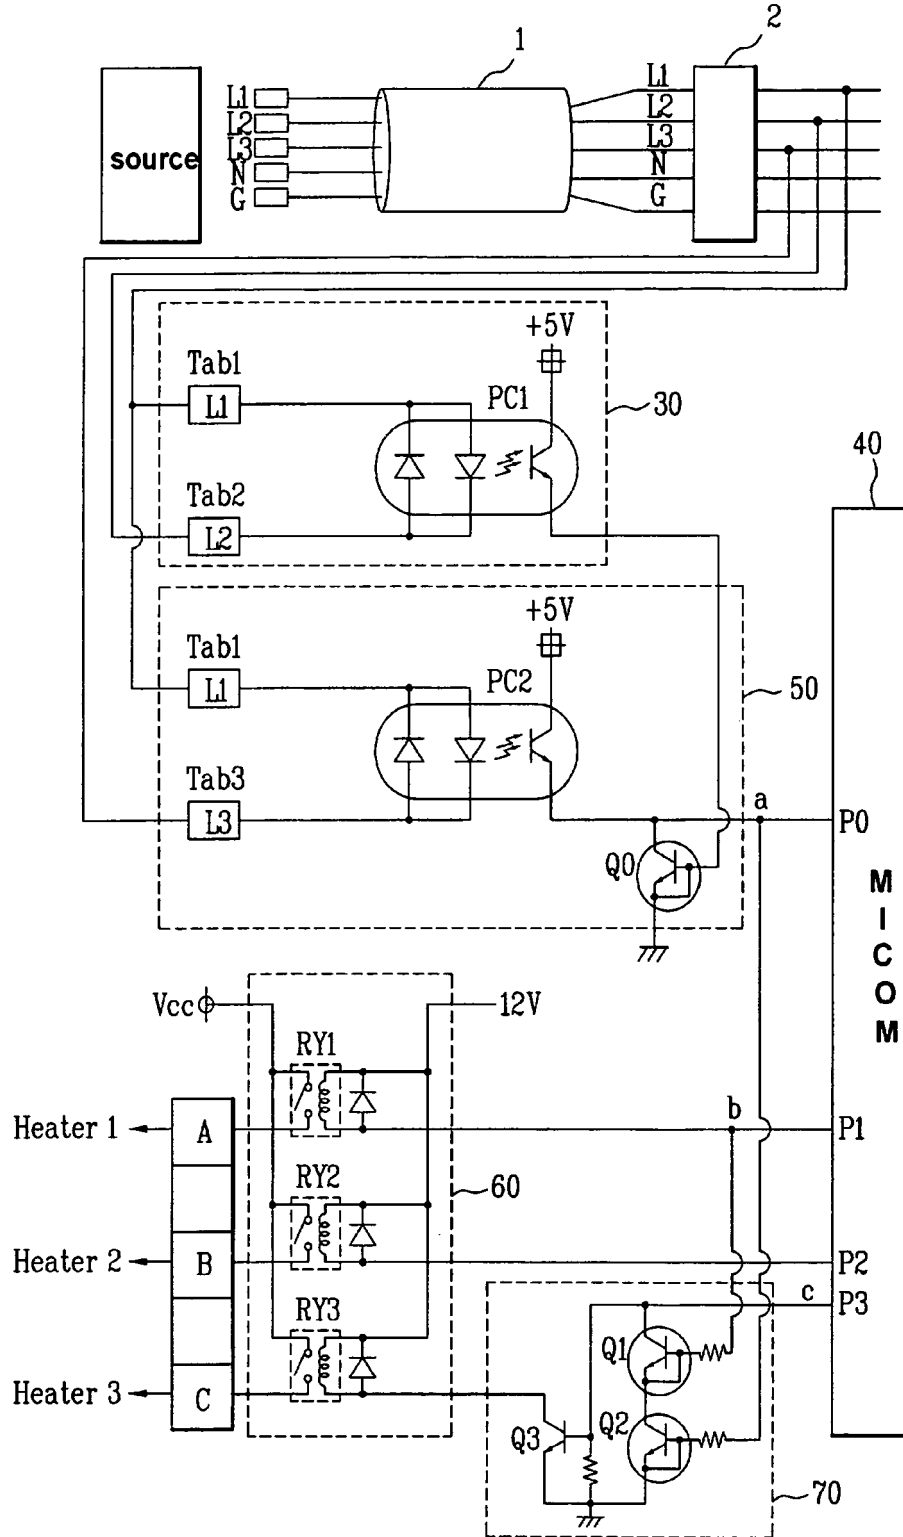 1
2
source
L1
L2
L3
N
G
L1
L2
L3
N
G
+5V
Tab1
L1
PC1
30
40
Tab2
L2
+5V
Tab1
L1
PC2
50
Tab3
L3
a
P0
Q0
MICOM
Vcc
12V
RY1
b
Heater 1
A
P1
RY2
60
Heater 2
B
P2
c
P3
RY3
Q1
Heater 3
C
Q3
Q2
70